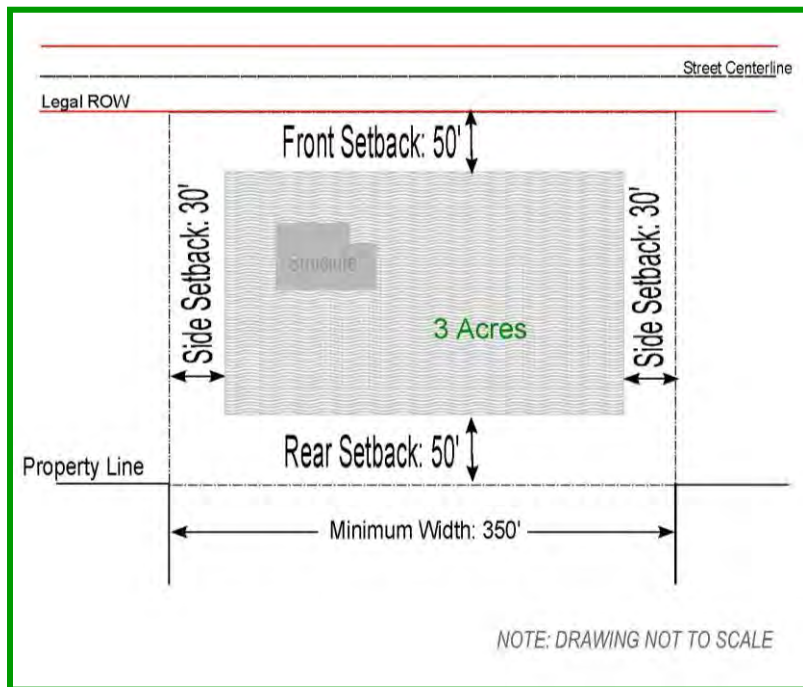 Street Centerline
Legal ROW
Front Setback: 50'
Side Setback: 30'
Side Setback: 30'
Structure
3 Acres
Rear Setback: 50'
Property Line
Minimum Width: 350'
NOTE: DRAWING NOT TO SCALE